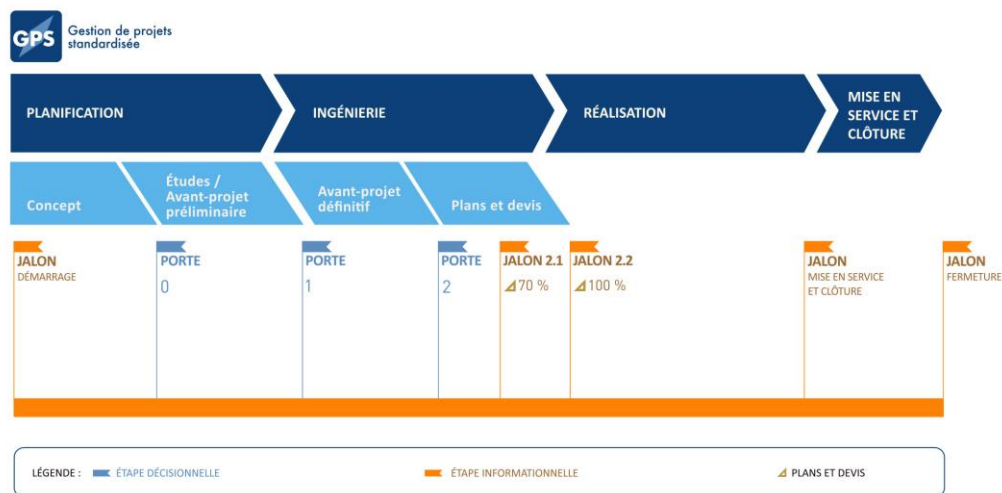 GPS
Gestion de projets
standardisée
PLANIFICATION
INGÉNIERIE
RÉALISATION
MISE EN
SERVICE ET
CLÔTURE
Concept
Études /
Avant-projet
préliminaire
Avant-projet
définitif
Plans et devis
JALON
DÉMARRAGE
PORTE
0
PORTE
1
PORTE
2
JALON 2.1
70 %
JALON 2.2
100 %
JALON
MISE EN SERVICE
ET CLÔTURE
JALON
FERMETURE
LÉGENDE :
ÉTAPE DÉCISIONNELLE
ÉTAPE INFORMATIONNELLE
PLANS ET DEVIS